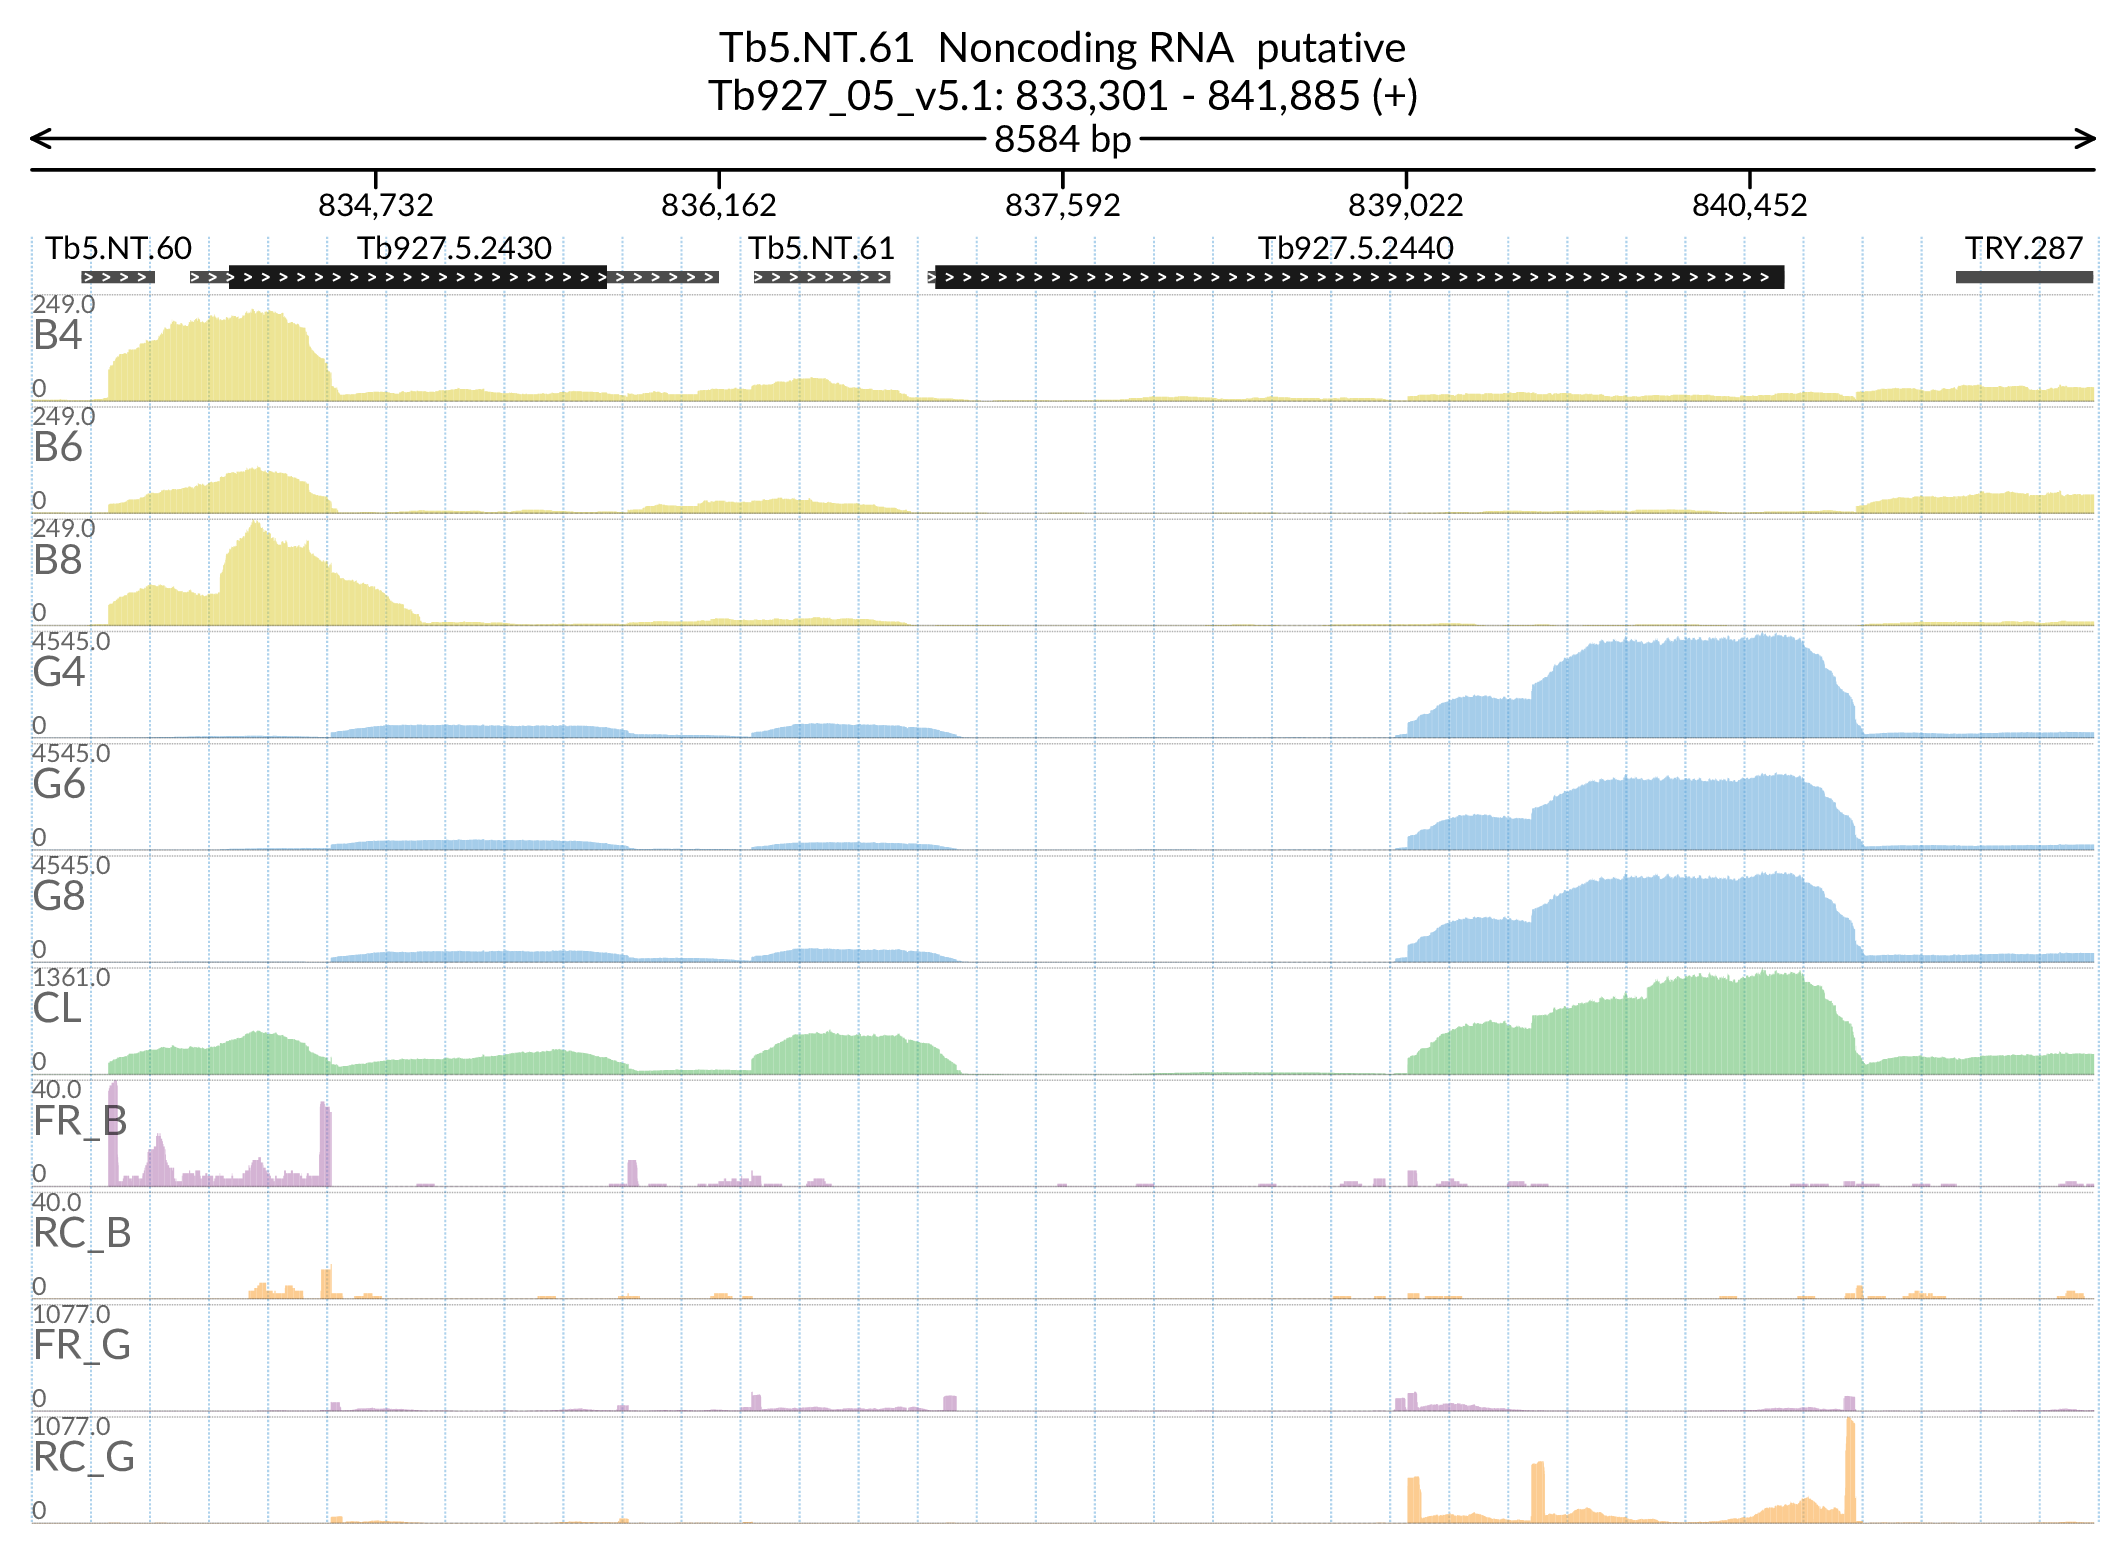 Tb5.NT.61 Noncoding RNA putative
Tb927_05_v5.1: 833,301 - 841,885 (+)
8584 bp
834,732 836,162 837,592 839,022 840,452
Tb5.NT.60 Tb927.5.2430 Tb5.NT.61 Tb927.5.2440 TRY.287
249.0
B4
0
249.0
B6
0
249.0
B8
0
4545.0
G4
0
4545.0
G6
0
4545.0
G8
0
1361.0
CL
0
40.0
FR_B
0
40.0
RC_B
0
1077.0
FR_G
0
1077.0
RC_G
0